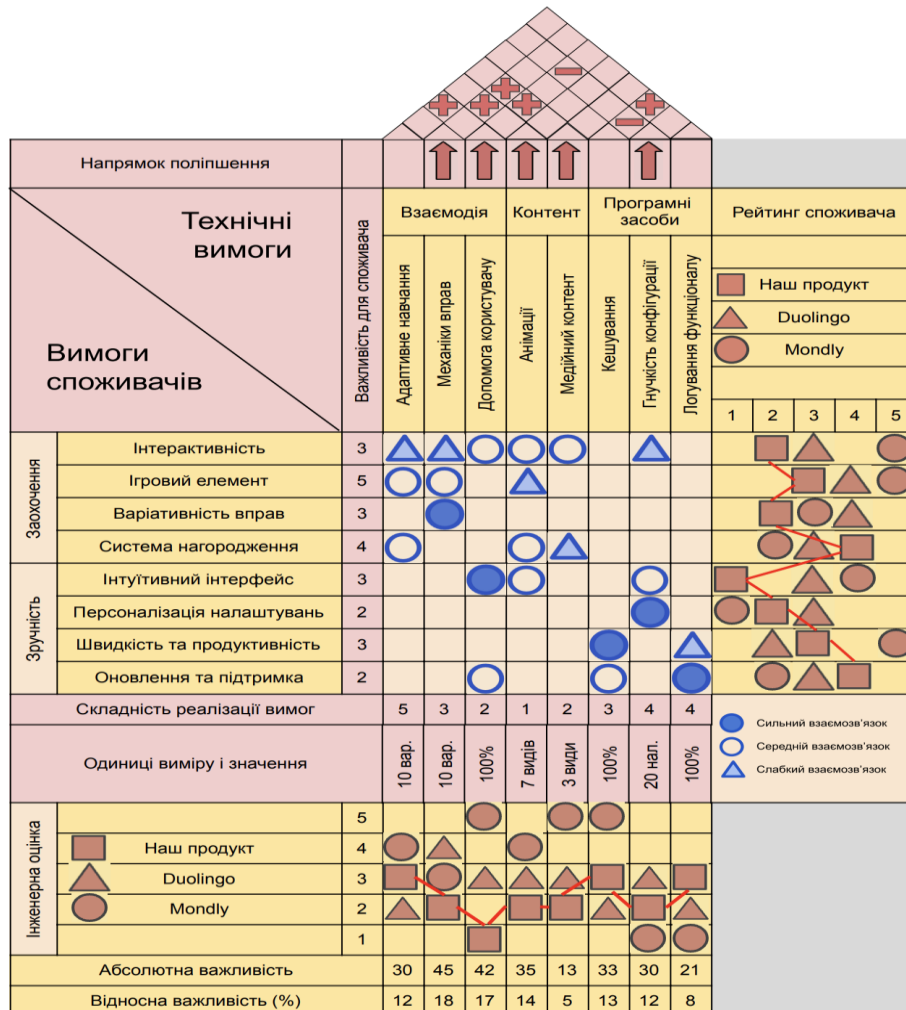 Напрямок поліпшення
Технічні
вимоги
Вимоги
споживачів
Важливість для споживача
Взаємодія
Контент
Програмні
засоби
Рейтинг споживача
Адаптивне навчання
Механіки вправ
Допомога користувачу
Анімації
Медійний контент
Кешування
Гнучкість конфігурації
Логування функціоналу
Наш продукт
Duolingo
Mondly
1 2 3 4 5
Заохочення
Інтерактивність 3
Ігровий елемент 5
Варіативність вправ 3
Система нагородження 4
Зручність
Інтуїтивний інтерфейс 3
Персоналізація налаштувань 2
Швидкість та продуктивність 3
Оновлення та підтримка 2
Складність реалізації вимог 5 3 2 1 2 3 4 4
Сильний взаємозв'язок
Середній взаємозв'язок
Слабкий взаємозв'язок
Одиниці виміру і значення
10 вар.
10 вар.
100%
7 видів
3 види
100%
20 нал.
100%
Інженерна оцінка
5
Наш продукт 4
Duolingo 3
Mondly 2
1
Абсолютна важливість 30 45 42 35 13 33 30 21
Відносна важливість (%) 12 18 17 14 5 13 12 8